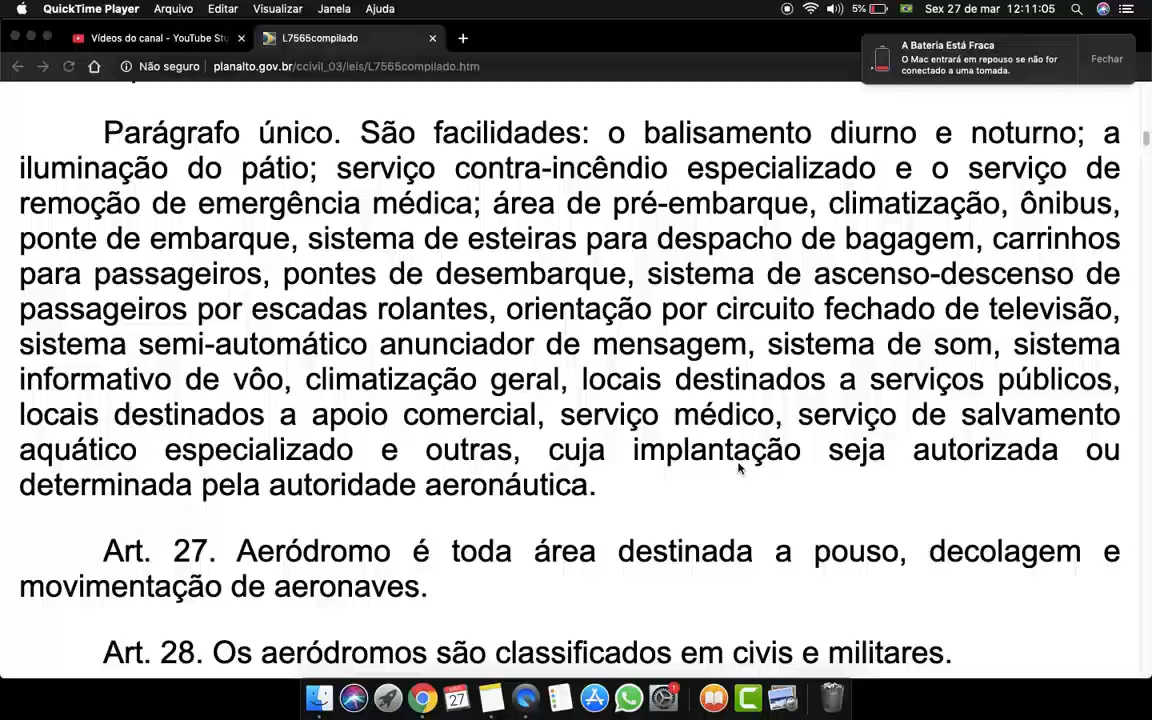 QuickTime Player Arquivo Editar Visualizar Janela Ajuda 5% Sex 27 de mar 12:11:05
Vídeos do canal - YouTube Stu L7565compilado
Não seguro planalto.gov.br/ccivil_03/leis/L7565compilado.htm
A Bateria Está Fraca
O Mac entrará em repouso se não for
conectado a uma tomada.
Fechar
Parágrafo único. São facilidades: o balisamento diurno e noturno; a
iluminação do pátio; serviço contra-incêndio especializado e o serviço de
remoção de emergência médica; área de pré-embarque, climatização, ônibus,
ponte de embarque, sistema de esteiras para despacho de bagagem, carrinhos
para passageiros, pontes de desembarque, sistema de ascenso-descenso de
passageiros por escadas rolantes, orientação por circuito fechado de televisão,
sistema semi-automático anunciador de mensagem, sistema de som, sistema
informativo de vôo, climatização geral, locais destinados a serviços públicos,
locais destinados a apoio comercial, serviço médico, serviço de salvamento
aquático especializado e outras, cuja implantação seja autorizada ou
determinada pela autoridade aeronáutica.
Art. 27. Aeródromo é toda área destinada a pouso, decolagem e
movimentação de aeronaves.
Art. 28. Os aeródromos são classificados em civis e militares.
27
1